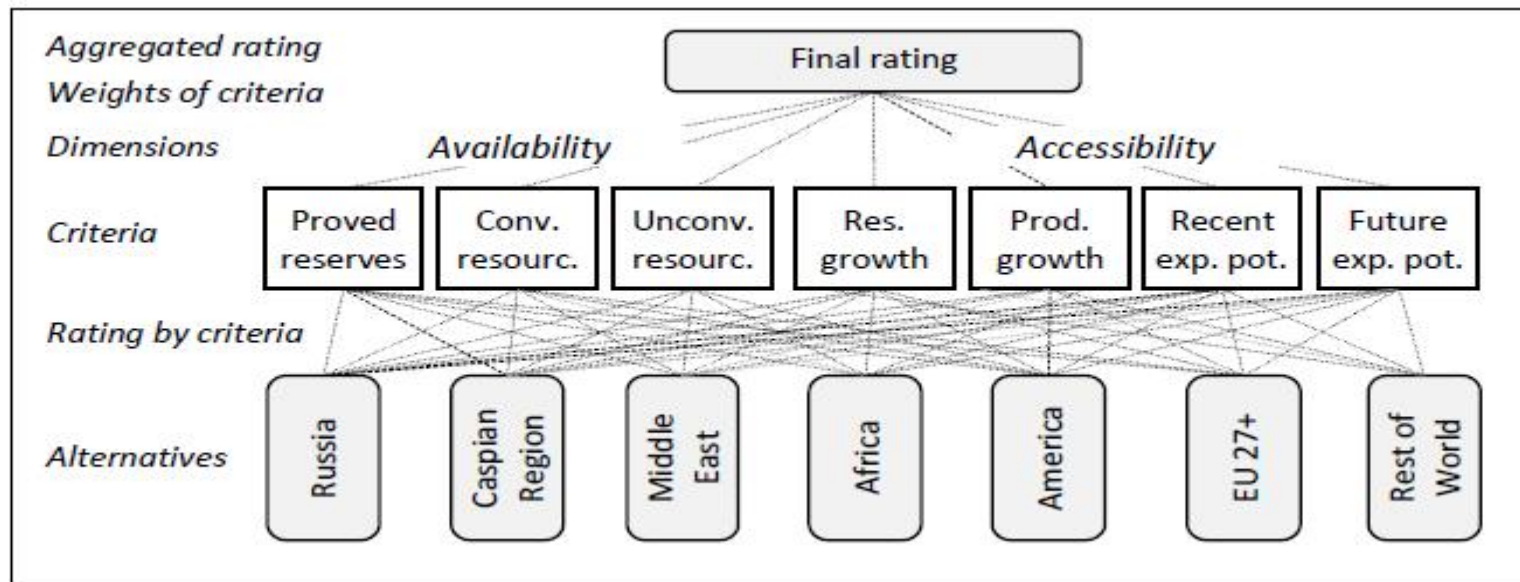 Aggregated rating
Final rating
Weights of criteria
Dimensions
Availability
Accessibility
Criteria
Proved
reserves
Conv.
resourc.
Unconv.
resourc.
Res.
growth
Prod.
growth
Recent
exp. pot.
Future
exp. pot.
Rating by criteria
Alternatives
Russia
Caspian
Region
Middle
East
Africa
America
EU 27+
Rest of
World